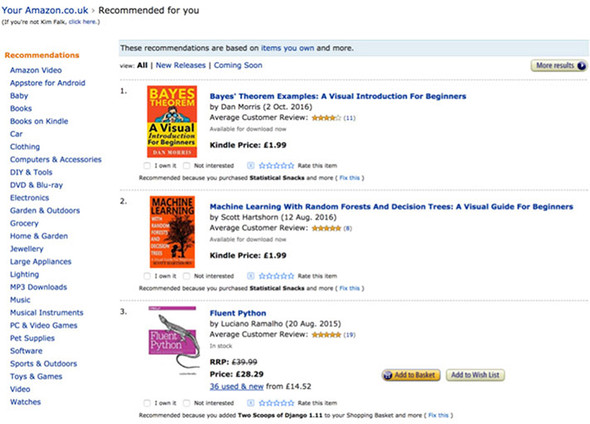 Your Amazon.co.uk › Recommended for you
(If you're not Kim Falk, click here.)
Recommendations
Amazon Video
Appstore for Android
Baby
Books
Books on Kindle
Car
Clothing
Computers & Accessories
DIY & Tools
DVD & Blu-ray
Electronics
Garden & Outdoors
Grocery
Home & Garden
Jewellery
Large Appliances
Lighting
MP3 Downloads
Music
Musical Instruments
PC & Video Games
Pet Supplies
Software
Sports & Outdoors
Toys & Games
Video
Watches
These recommendations are based on items you own and more.
view: All | New Releases | Coming Soon
More results
1.
BAYES
THEOREM
A Visual
Introduction
For Beginners
DAN MORRIS
Bayes' Theorem Examples: A Visual Introduction For Beginners
by Dan Morris (2 Oct. 2016)
Average Customer Review: (11)
Available for download now
Kindle Price: £1.99
I own it Not interested Rate this item
Recommended because you purchased Statistical Snacks and more ( Fix this )
2.
MACHINE
LEARNING
WITH
RANDOM
FORESTS
AND
DECISION
TREES
Machine Learning With Random Forests And Decision Trees: A Visual Guide For Beginners
by Scott Hartshorn (12 Aug. 2016)
Average Customer Review: (8)
Available for download now
Kindle Price: £1.99
I own it Not interested Rate this item
Recommended because you purchased Statistical Snacks and more ( Fix this )
3.
Fluent
Python
Fluent Python
by Luciano Ramalho (20 Aug. 2015)
Average Customer Review: (19)
In stock
RRP: £39.99
Price: £28.29
36 used & new from £14.52
Add to Basket
Add to Wish List
I own it Not interested Rate this item
Recommended because you added Two Scoops of Django 1.11 to your Shopping Basket and more ( Fix this )